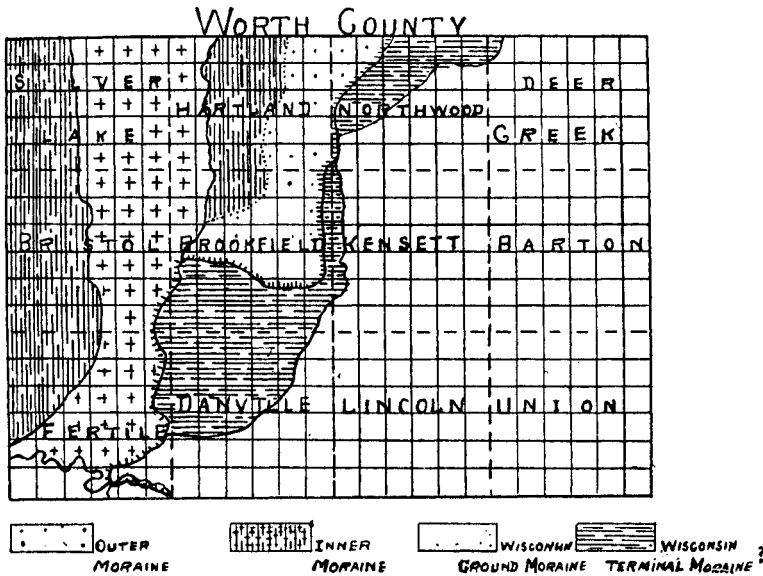 WORTH COUNTY
SILVER DEER
HARTLAND NORTHWOOD
LAKE CREEK
BRISTOL BROOKFIELD KENSETT BARTON
DANVILLE LINCOLN UNION
FERTILE
OUTER INNER WISCONSIN WISCONSIN ?
MORAINE MORAINE GROUND MORAINE TERMINAL MORAINE